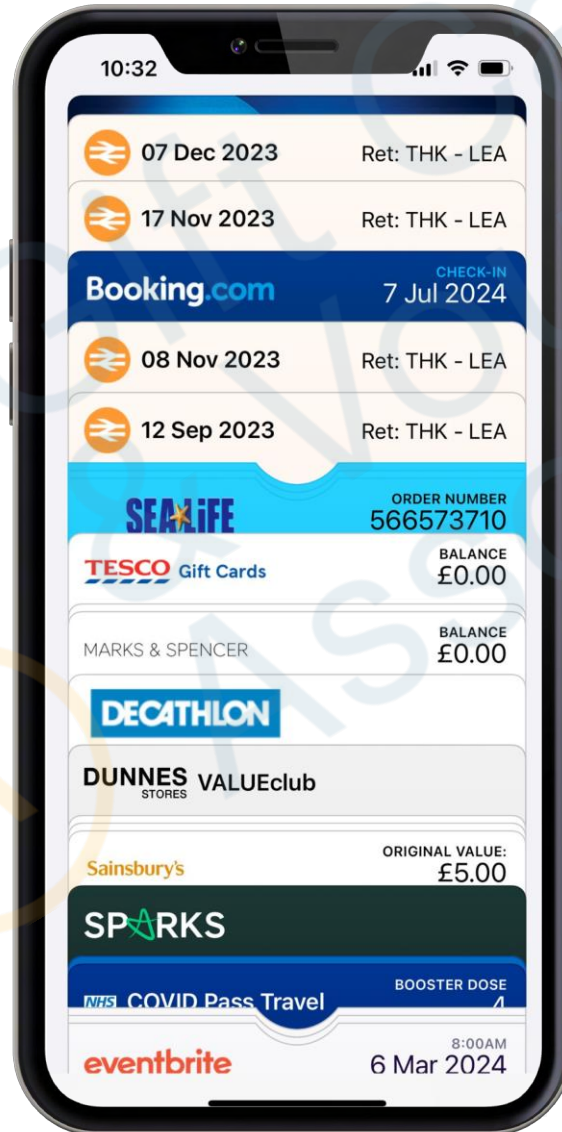 10:32
07 Dec 2023 Ret: THK - LEA
17 Nov 2023 Ret: THK - LEA
Booking.com CHECK-IN
7 Jul 2024
08 Nov 2023 Ret: THK - LEA
12 Sep 2023 Ret: THK - LEA
SEA LiFE ORDER NUMBER
566573710
TESCO Gift Cards BALANCE
£0.00
MARKS & SPENCER BALANCE
£0.00
DECATHLON
DUNNES STORES VALUEclub
Sainsbury's ORIGINAL VALUE:
£5.00
SPARKS
NHS COVID Pass Travel BOOSTER DOSE
4
eventbrite 8:00AM
6 Mar 2024